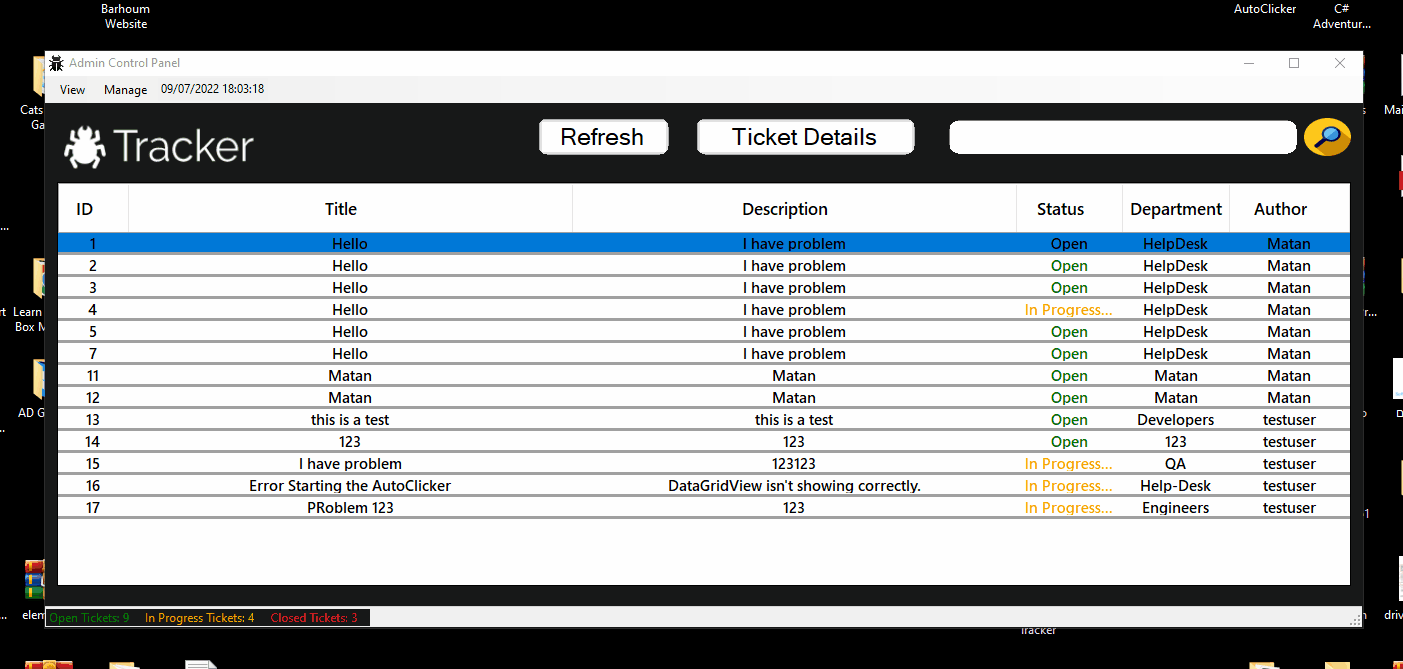 Barhoum
Website
AutoClicker
C#
Adventur...
Admin Control Panel
View Manage 09/07/2022 18:03:18
Cats
Ga
Mai
Tracker
Refresh
Ticket Details
ID Title Description Status Department Author
1 Hello I have problem Open HelpDesk Matan
2 Hello I have problem Open HelpDesk Matan
3 Hello I have problem Open HelpDesk Matan
4 Hello I have problem In Progress... HelpDesk Matan
5 Hello I have problem Open HelpDesk Matan
7 Hello I have problem Open HelpDesk Matan
11 Matan Matan Open Matan Matan
12 Matan Matan Open Matan Matan
13 this is a test this is a test Open Developers testuser
14 123 123 Open 123 testuser
15 I have problem 123123 In Progress... QA testuser
16 Error Starting the AutoClicker DataGridView isn't showing correctly. In Progress... Help-Desk testuser
17 PRoblem 123 123 In Progress... Engineers testuser
Learn
Box M
AD G
elem
driv
Open Tickets: 9 In Progress Tickets: 4 Closed Tickets: 3
Tracker